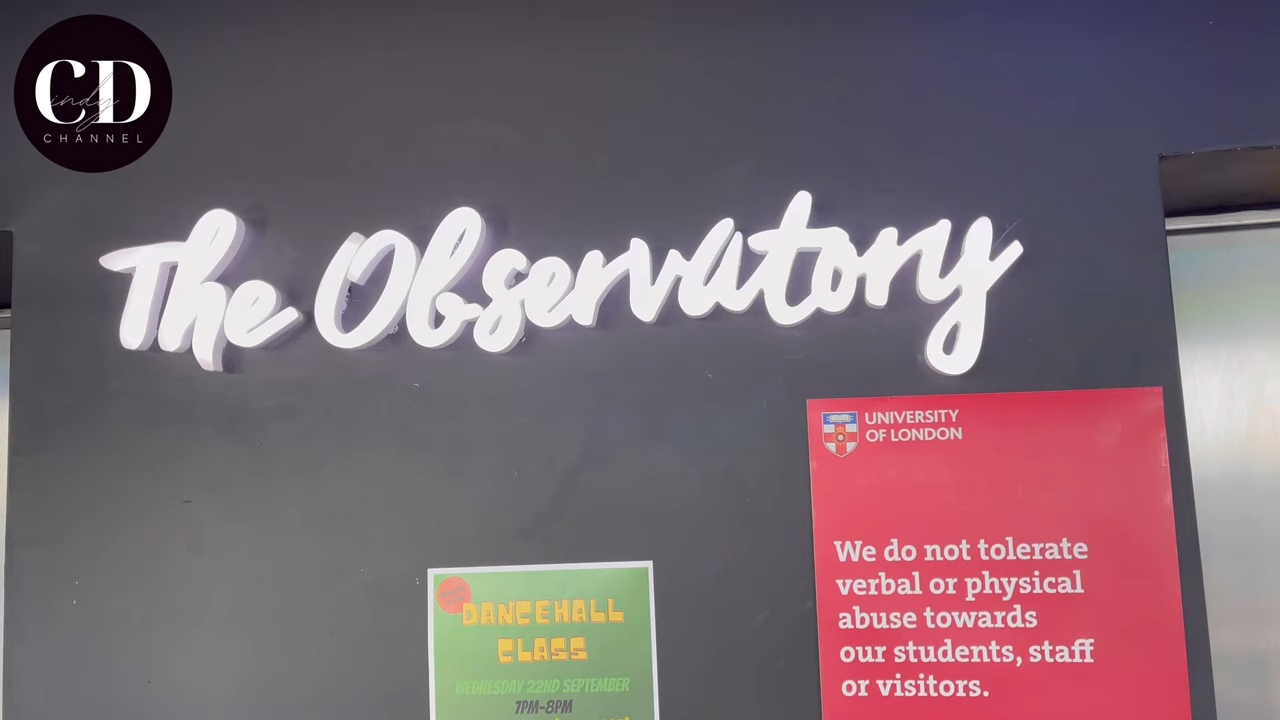 CD
indy
CHANNEL
The Observatory
UNIVERSITY
OF LONDON
We do not tolerate
verbal or physical
abuse towards
our students, staff
or visitors.
DANCEHALL
CLASS
WEDNESDAY 22ND SEPTEMBER
7PM-8PM